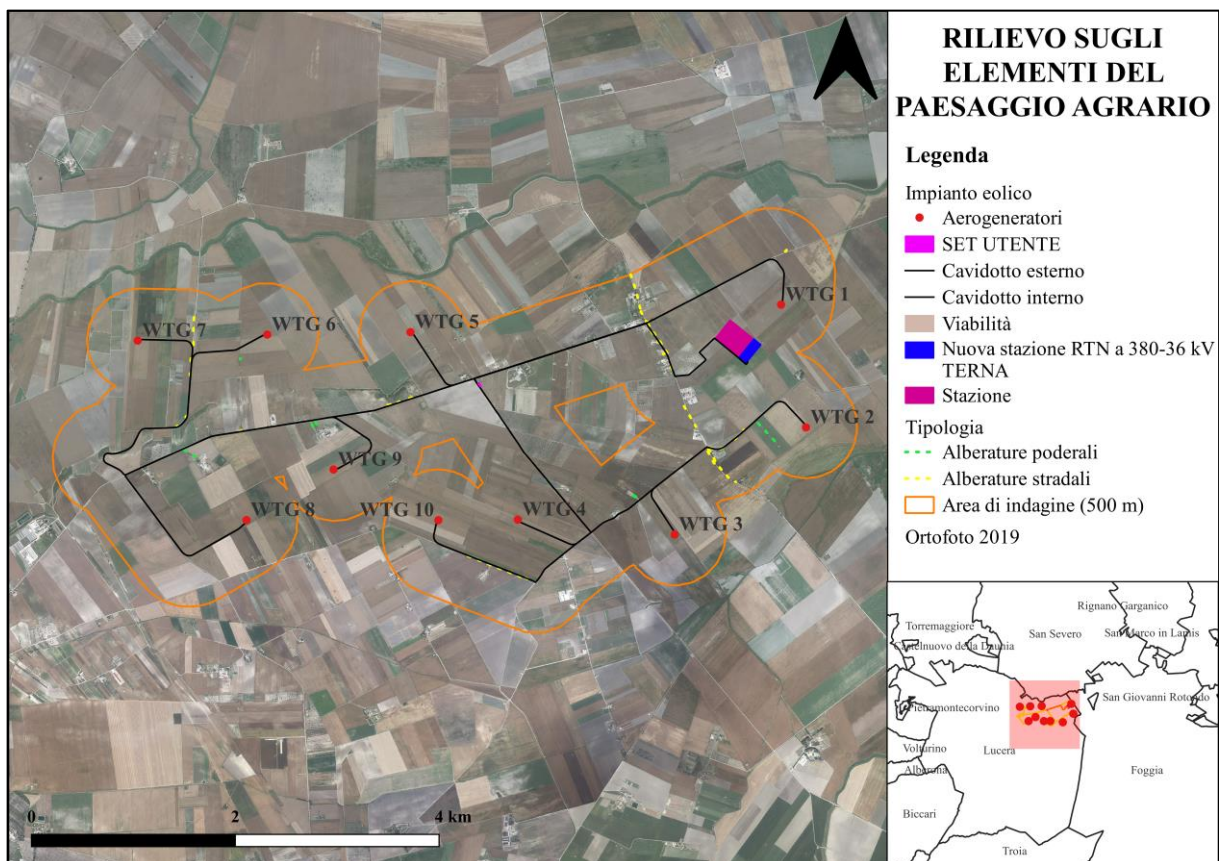 RILIEVO SUGLI
ELEMENTI DEL
PAESAGGIO AGRARIO
Legenda
Impianto eolico
Aerogeneratori
SET UTENTE
Cavidotto esterno
Cavidotto interno
Viabilità
Nuova stazione RTN a 380-36 kV
TERNA
Stazione
Tipologia
Alberature poderali
Alberature stradali
Area di indagine (500 m)
Ortofoto 2019
WTG 1
WTG 7
WTG 6
WTG 5
WTG 2
WTG 9
WTG 8
WTG 10
WTG 4
WTG 3
0
2
4 km
Rignano Garganico
Torremaggiore
San Severo
San Marco in Lamis
Castelnuovo della Daunia
San Giovanni Rotondo
Pietramontecorvino
Volturino
Lucera
Alberona
Foggia
Biccari
Troia